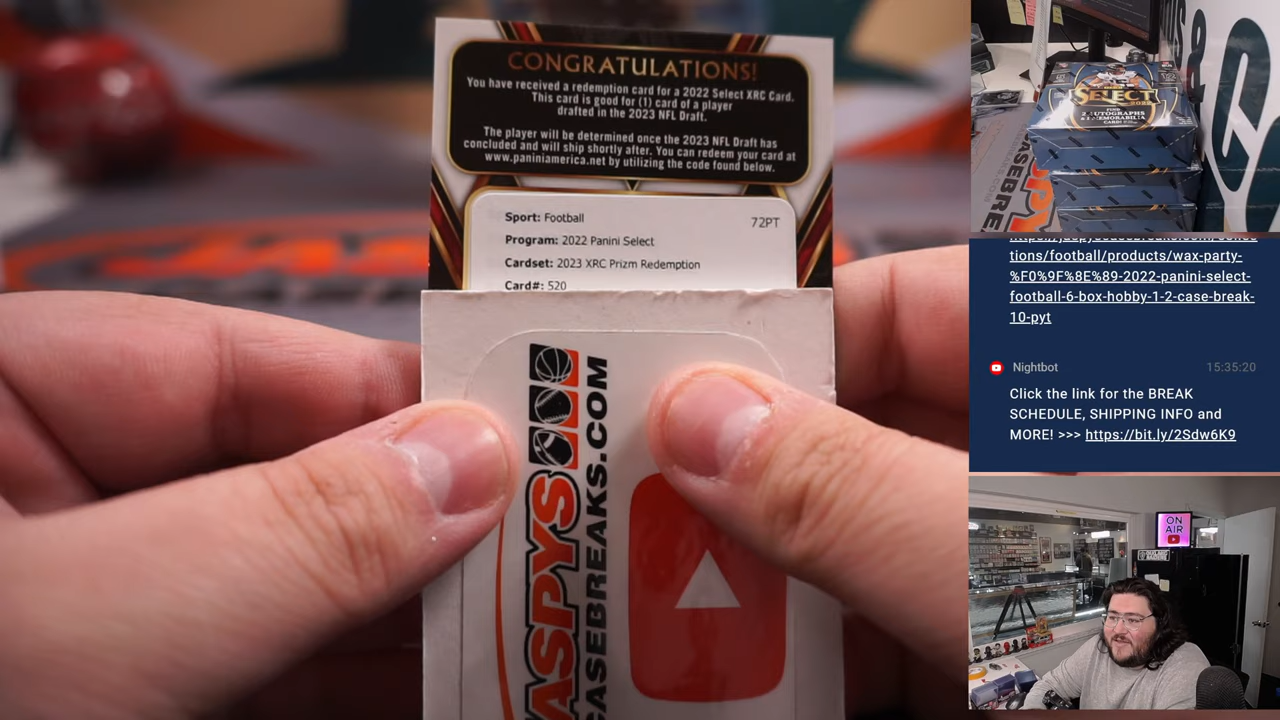 CONGRATULATIONS!
You have received a redemption card for a 2022 Select XRC Card.
This card is good for (1) card of a player
drafted in the 2023 NFL Draft.
The player will be determined once the 2023 NFL Draft has
concluded and will ship shortly after. You can redeem your card at
www.paniniamerica.net by utilizing the code found below.
Sport: Football
72PT
Program: 2022 Panini Select
Cardset: 2023 XRC Prizm Redemption
Card#: 520
ASPYS
CASEBREAKS.COM
SELECT
2022
AUTOGRAPHS
& MEMORABILIA
CARDS
tions/football/products/wax-party-
%F0%9F%8E%89-2022-panini-select-
football-6-box-hobby-1-2-case-break-
10-pyt
Nightbot
15:35:20
Click the link for the BREAK
SCHEDULE, SHIPPING INFO and
MORE! >>> https://bit.ly/2Sdw6K9
ON
AIR